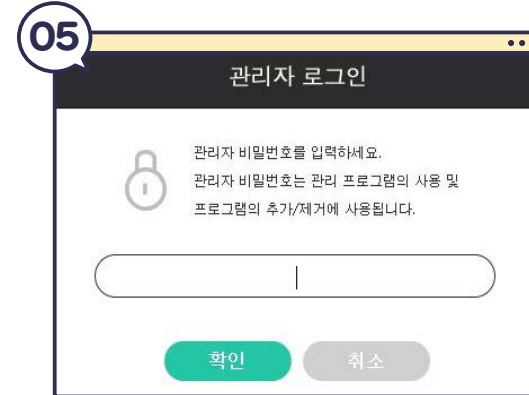 05
관리자 로그인
관리자 비밀번호를 입력하세요.
관리자 비밀번호는 관리 프로그램의 사용 및
프로그램의 추가/제거에 사용됩니다.
확인
취소